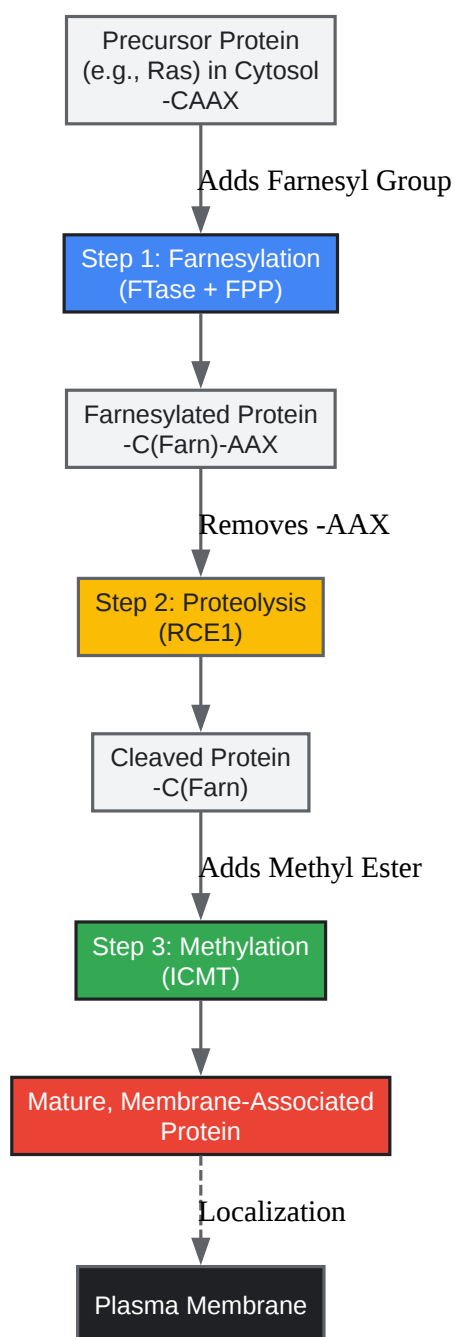 Precursor Protein
(e.g., Ras) in Cytosol
-CAAX
Adds Farnesyl Group
Step 1: Farnesylation
(FTase + FPP)
Farnesylated Protein
-C(Farn)-AAX
Removes -AAX
Step 2: Proteolysis
(RCE1)
Cleaved Protein
-C(Farn)
Adds Methyl Ester
Step 3: Methylation
(ICMT)
Mature, Membrane-Associated
Protein
Localization
Plasma Membrane